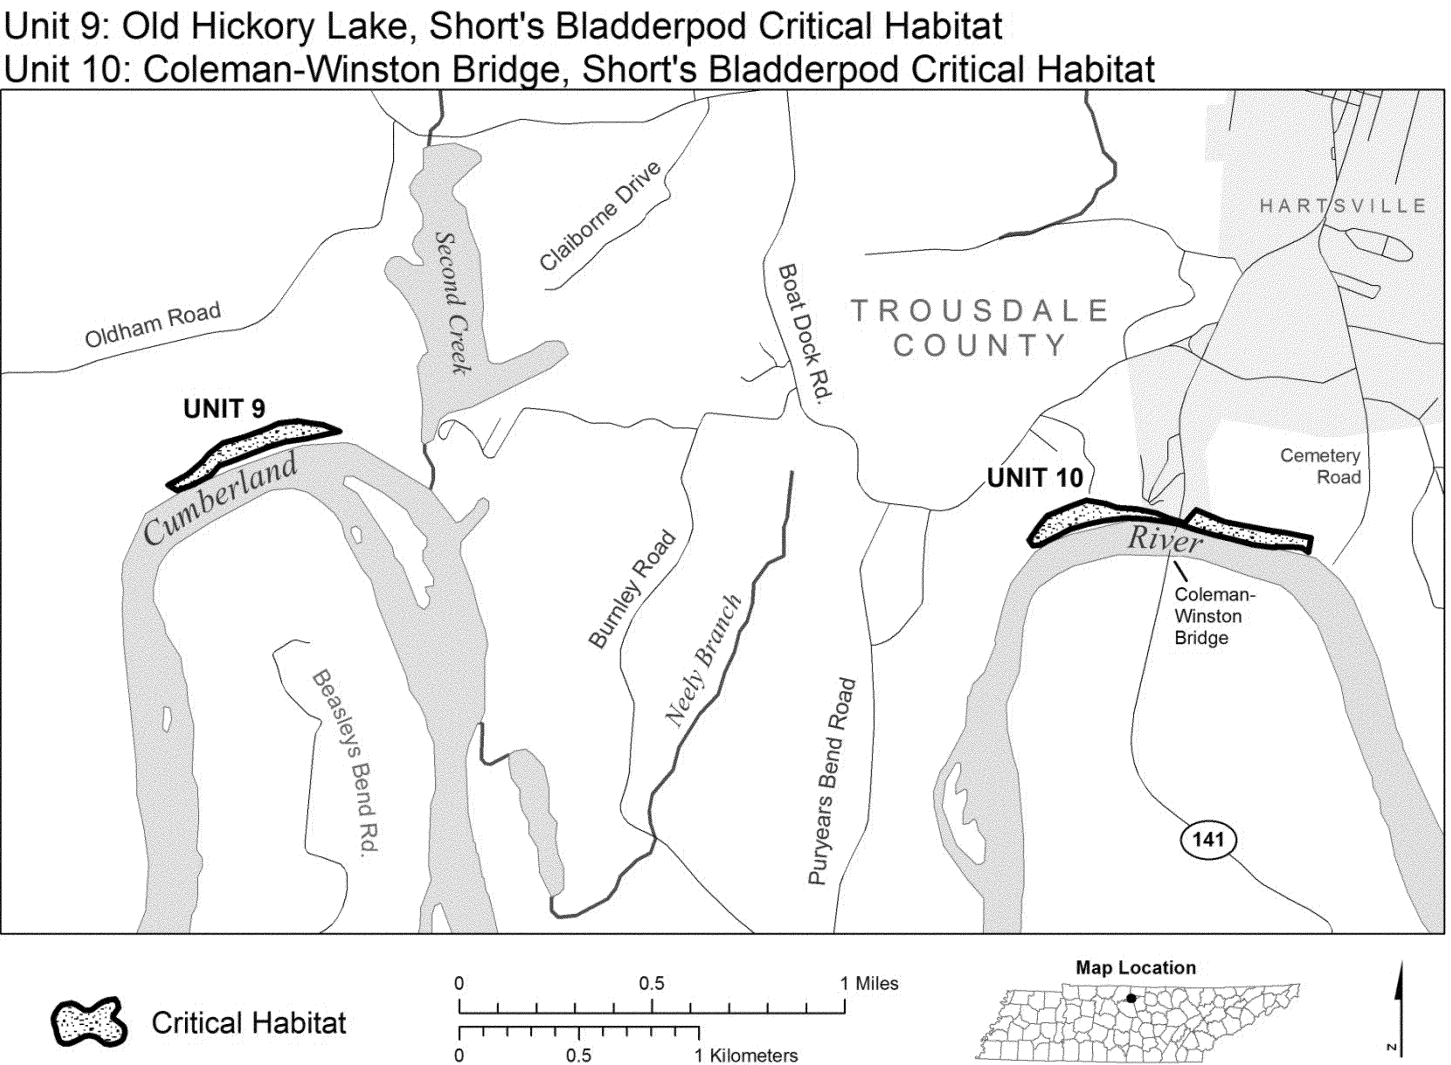 Unit 9: Old Hickory Lake, Short's Bladderpod Critical Habitat
Unit 10: Coleman-Winston Bridge, Short's Bladderpod Critical Habitat
HARTSVILLE
Claiborne Drive
Second Creek
Boat Dock Rd.
TROUSDALE
COUNTY
Oldham Road
UNIT 9
Cumberland
Cemetery
Road
UNIT 10
River
Coleman-
Winston
Bridge
Burnley Road
Neely Branch
Beasleys Bend Rd.
Puryears Bend Road
141
Critical Habitat
0 0.5 1 Miles
0 0.5 1 Kilometers
Map Location
N